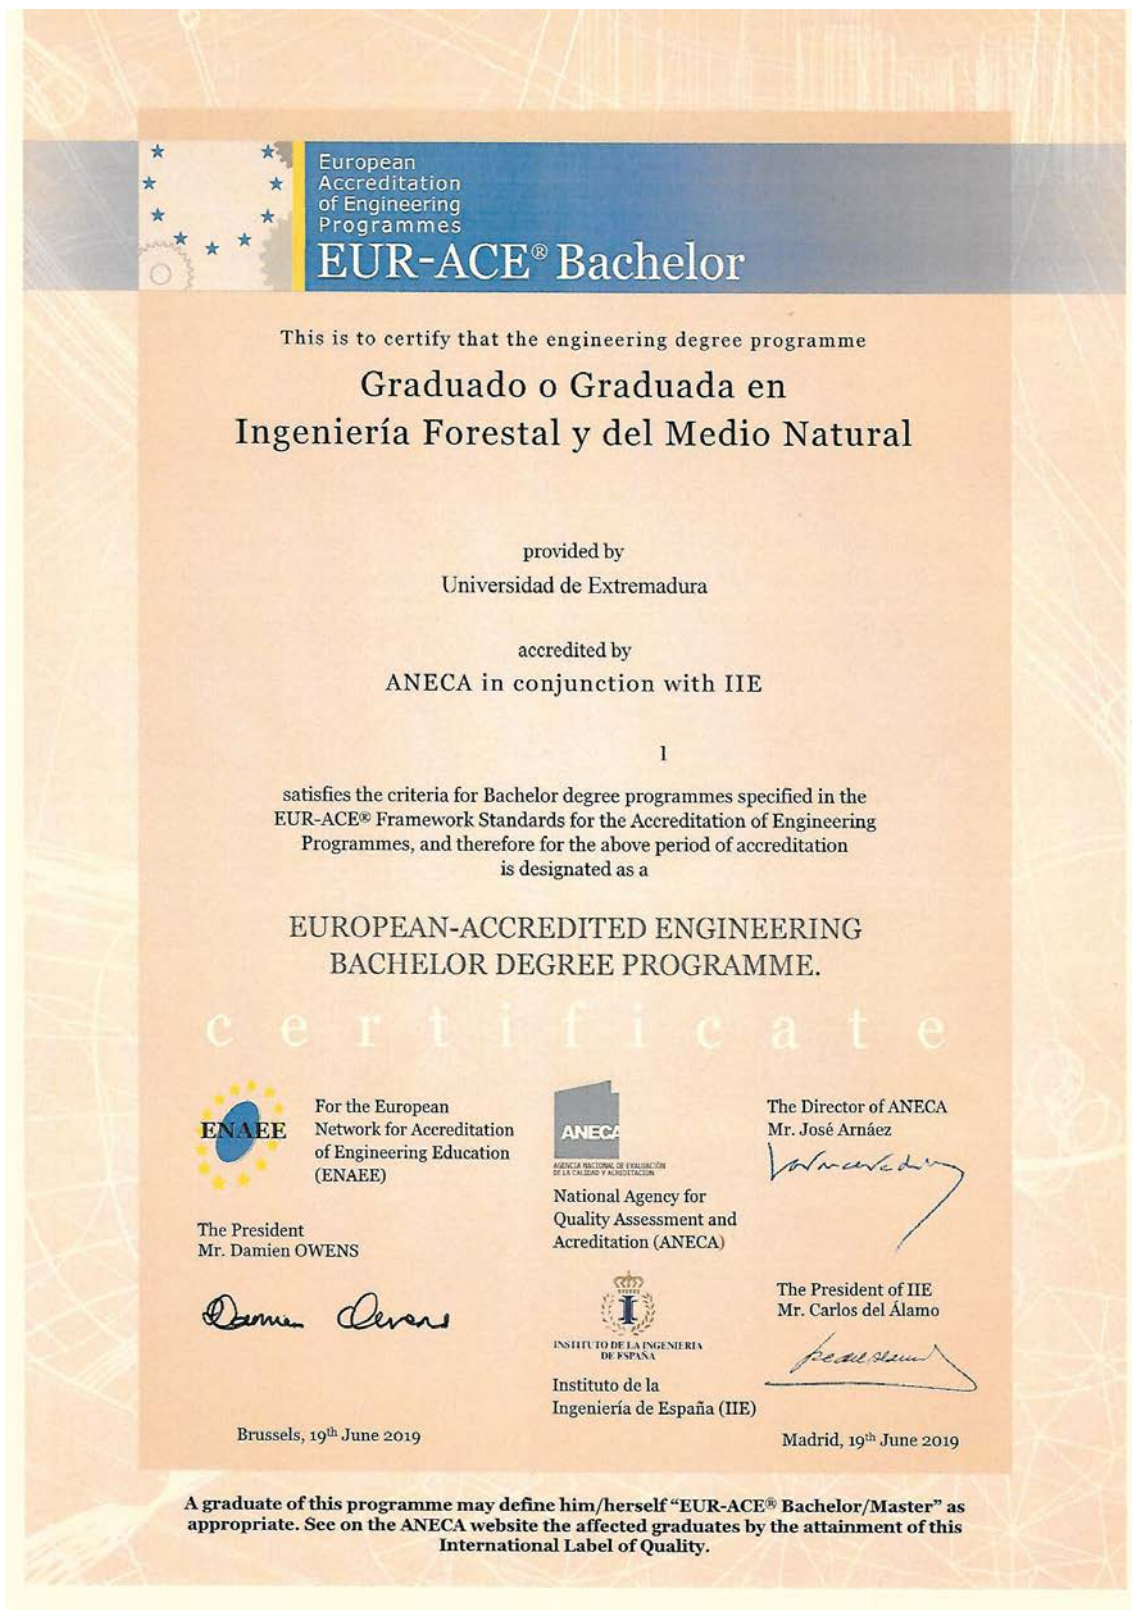 European
Accreditation
of Engineering
Programmes
EUR-ACE® Bachelor
This is to certify that the engineering degree programme
Graduado o Graduada en
Ingeniería Forestal y del Medio Natural
provided by
Universidad de Extremadura
accredited by
ANECA in conjunction with IIE
1
satisfies the criteria for Bachelor degree programmes specified in the
EUR-ACE® Framework Standards for the Accreditation of Engineering
Programmes, and therefore for the above period of accreditation
is designated as a
EUROPEAN-ACCREDITED ENGINEERING
BACHELOR DEGREE PROGRAMME.
certificate
ENAEE
For the European
Network for Accreditation
of Engineering Education
(ENAEE)
The President
Mr. Damien OWENS
Damien Owens
ANECA
AGENCIA NACIONAL DE EVALUACIÓN
DE LA CALIDAD Y ACREDITACIÓN
National Agency for
Quality Assessment and
Acreditation (ANECA)
The Director of ANECA
Mr. José Arnáez
I
INSTITUTO DE LA INGENIERIA
DE ESPAÑA
Instituto de la
Ingeniería de España (IIE)
The President of IIE
Mr. Carlos del Álamo
Brussels, 19th June 2019
Madrid, 19th June 2019
A graduate of this programme may define him/herself “EUR-ACE® Bachelor/Master” as
appropriate. See on the ANECA website the affected graduates by the attainment of this
International Label of Quality.